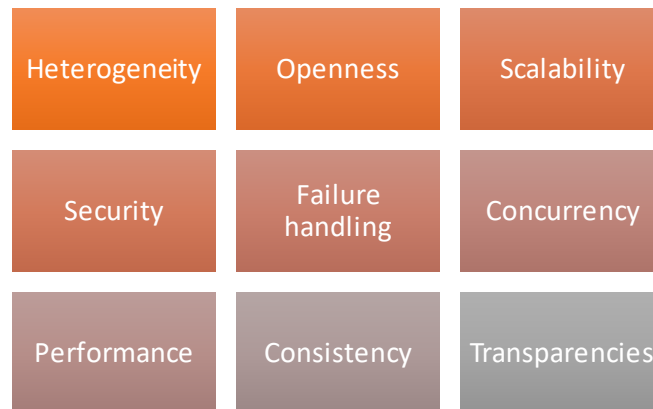 Heterogeneity
Openness
Scalability
Security
Failure
handling
Concurrency
Performance
Consistency
Transparencies